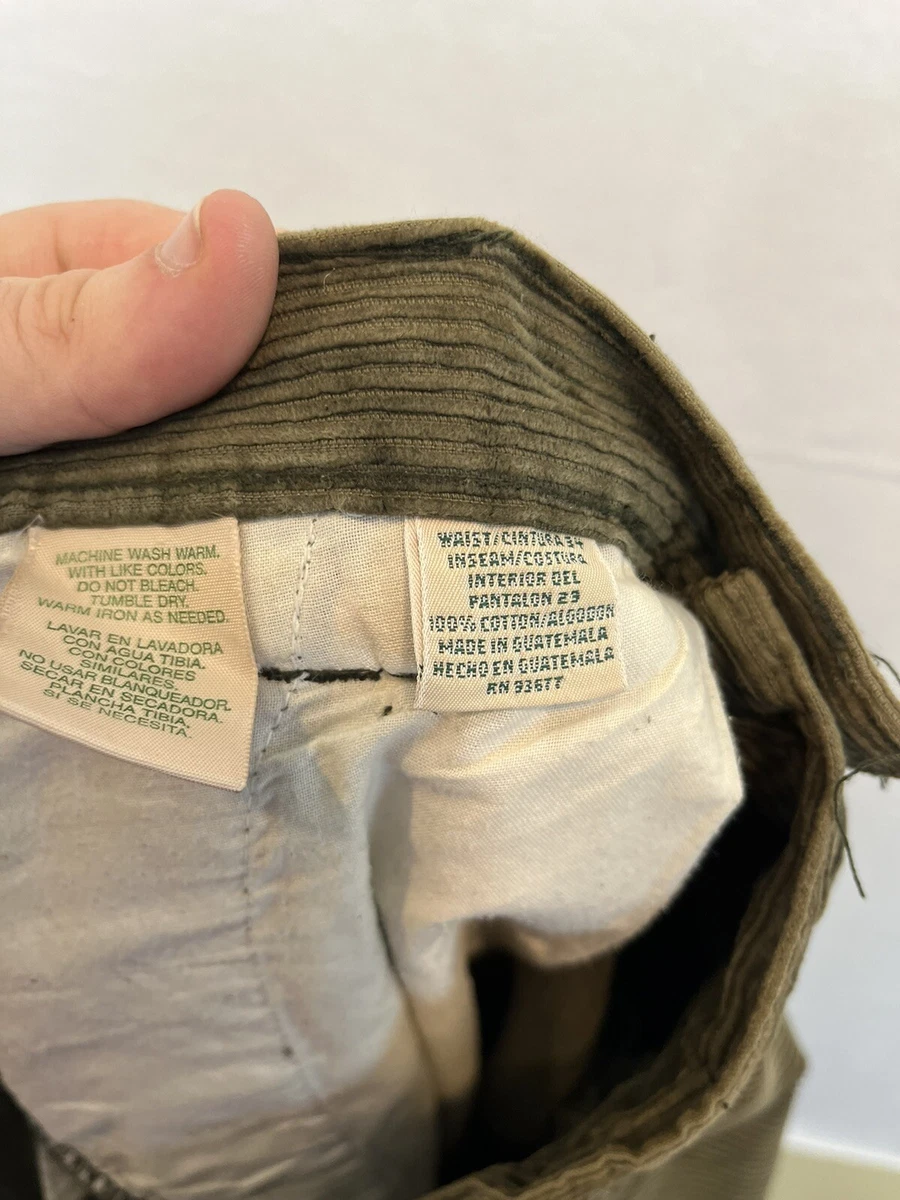 MACHINE WASH WARM.
WITH LIKE COLORS.
DO NOT BLEACH.
TUMBLE DRY.
WARM IRON AS NEEDED.
LAVAR EN LAVADORA
CON AGUA TIBIA.
CON COLORES
SIMILARES
NO USAR BLANQUEADOR.
SECAR EN SECADORA.
PLANCHA TIBIA
SI SE NECESITA.
WAIST/CINTURA 34
INSEAM/COSTURA
INTERIOR DEL
PANTALON 29
100% COTTON/ALGODON
MADE IN GUATEMALA
HECHO EN GUATEMALA
RN 93677